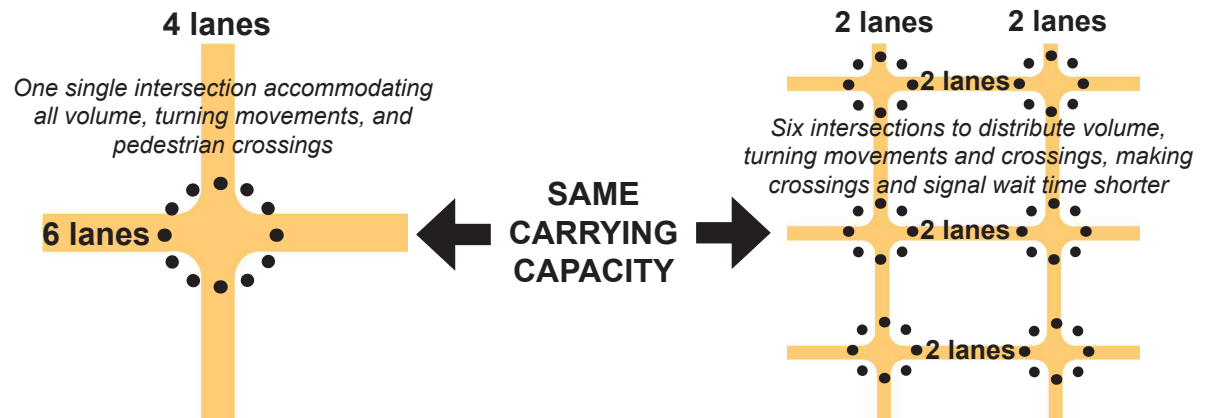 4 lanes
One single intersection accommodating
all volume, turning movements, and
pedestrian crossings
6 lanes
SAME
CARRYING
CAPACITY
2 lanes
2 lanes
2 lanes
Six intersections to distribute volume,
turning movements and crossings, making
crossings and signal wait time shorter
2 lanes
2 lanes